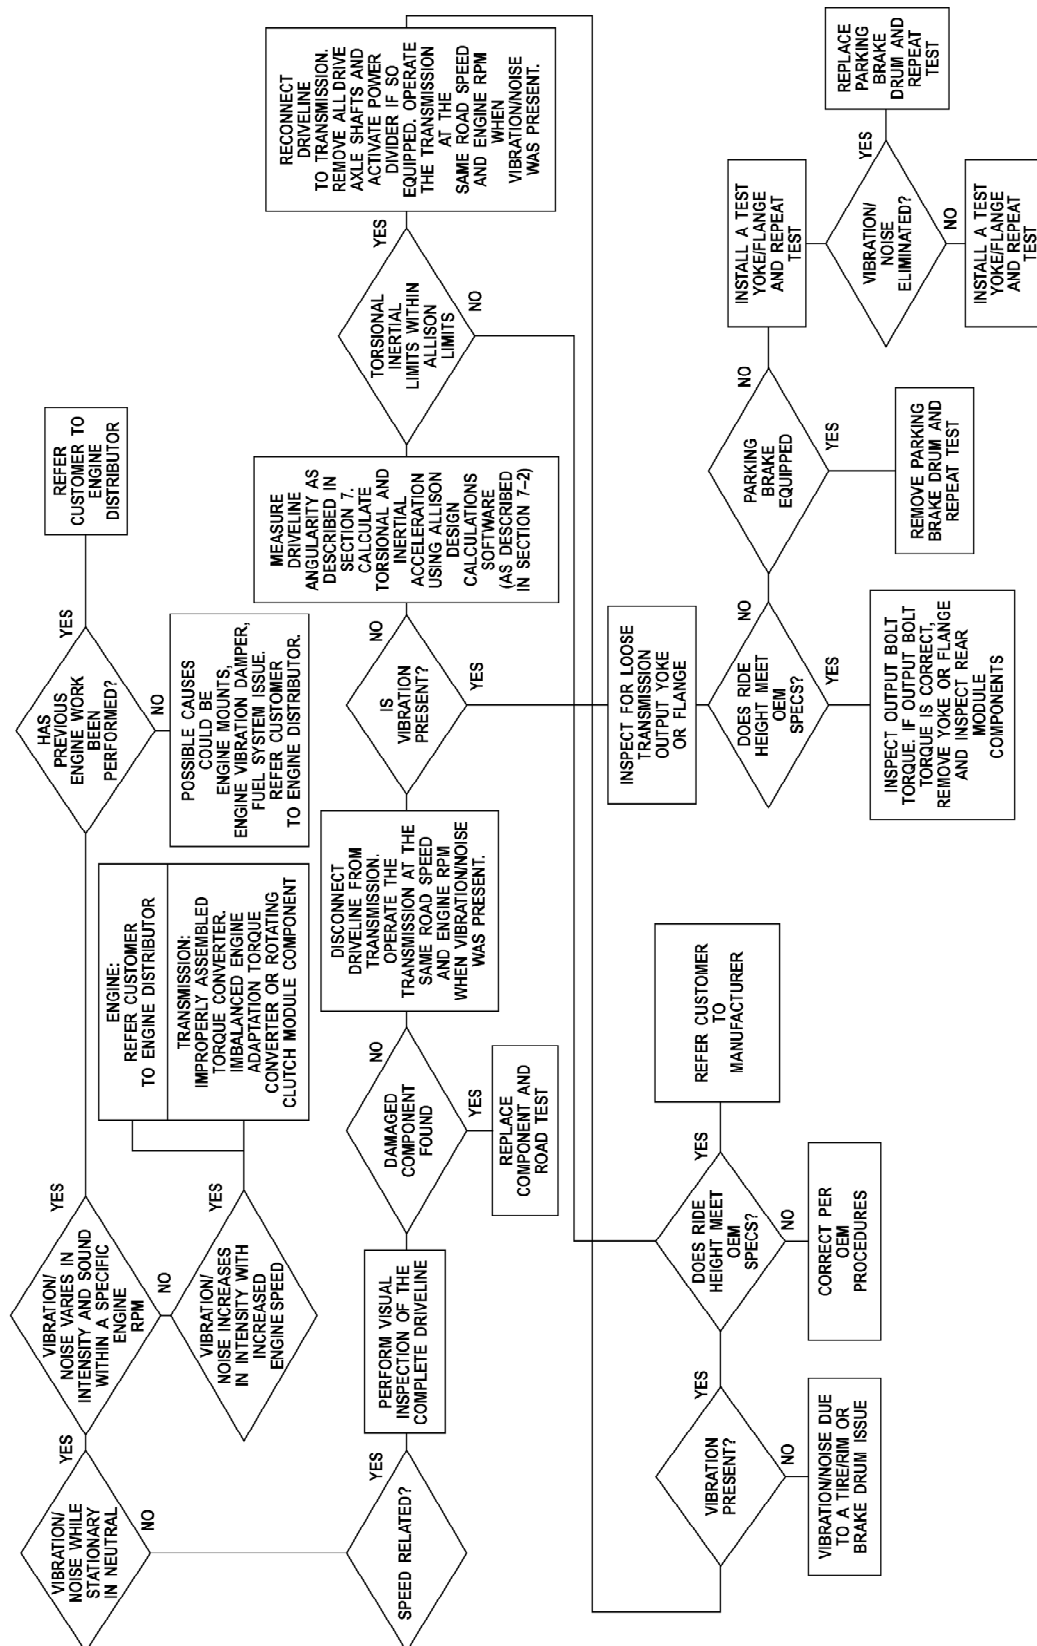 VIBRATION/
NOISE WHILE
STATIONARY
IN NEUTRAL
YES
NO
VIBRATION/
NOISE VARIES IN
INTENSITY AND SOUND
WITHIN A SPECIFIC
ENGINE
RPM
YES
NO
HAS
PREVIOUS
ENGINE WORK
BEEN
PERFORMED?
YES
NO
REFER
CUSTOMER TO
ENGINE
DISTRIBUTOR
POSSIBLE CAUSES
COULD BE
ENGINE MOUNTS,
ENGINE VIBRATION DAMPER,
FUEL SYSTEM ISSUE.
REFER CUSTOMER
TO ENGINE DISTRIBUTOR.
VIBRATION/
NOISE INCREASES
IN INTENSITY WITH
INCREASED
ENGINE SPEED
YES
ENGINE:
REFER CUSTOMER
TO ENGINE DISTRIBUTOR
TRANSMISSION:
IMPROPERLY ASSEMBLED
TORQUE CONVERTER.
IMBALANCED ENGINE
ADAPTATION TORQUE
CONVERTER OR ROTATING
CLUTCH MODULE COMPONENT
SPEED RELATED?
YES
PERFORM VISUAL
INSPECTION OF THE
COMPLETE DRIVELINE
DAMAGED
COMPONENT
FOUND
NO
YES
REPLACE
COMPONENT AND
ROAD TEST
DISCONNECT
DRIVELINE FROM
TRANSMISSION.
OPERATE THE
TRANSMISSION AT THE
SAME ROAD SPEED
AND ENGINE RPM
WHEN VIBRATION/NOISE
WAS PRESENT.
IS
VIBRATION
PRESENT?
NO
YES
MEASURE
DRIVELINE
ANGULARITY AS
DESCRIBED IN
SECTION 7.
CALCULATE
TORSIONAL AND
INERTIAL
ACCELERATION
USING ALLISON
DESIGN
CALCULATIONS
SOFTWARE
(AS DESCRIBED
IN SECTION 7–2)
TORSIONAL
INERTIAL
LIMITS WITHIN
ALLISON
LIMITS
YES
NO
RECONNECT
DRIVELINE
TO TRANSMISSION.
REMOVE ALL DRIVE
AXLE SHAFTS AND
ACTIVATE POWER
DIVIDER IF SO
EQUIPPED. OPERATE
THE TRANSMISSION
AT THE
SAME ROAD SPEED
AND ENGINE RPM
WHEN
VIBRATION/NOISE
WAS PRESENT.
VIBRATION
PRESENT?
YES
NO
VIBRATION/NOISE DUE
TO A TIRE/RIM OR
BRAKE DRUM ISSUE
DOES RIDE
HEIGHT MEET
OEM
SPECS?
YES
NO
CORRECT PER
OEM
PROCEDURES
REFER CUSTOMER
TO
MANUFACTURER
INSPECT FOR LOOSE
TRANSMISSION
OUTPUT YOKE
OR FLANGE
DOES RIDE
HEIGHT MEET
OEM
SPECS?
NO
YES
INSPECT OUTPUT BOLT
TORQUE. IF OUTPUT BOLT
TORQUE IS CORRECT,
REMOVE YOKE OR FLANGE
AND INSPECT REAR
MODULE
COMPONENTS
PARKING
BRAKE
EQUIPPED
NO
YES
REMOVE PARKING
BRAKE DRUM AND
REPEAT TEST
INSTALL A TEST
YOKE/FLANGE
AND REPEAT
TEST
VIBRATION/
NOISE
ELIMINATED?
YES
NO
REPLACE
PARKING
BRAKE
DRUM AND
REPEAT
TEST
INSTALL A TEST
YOKE/FLANGE
AND REPEAT
TEST